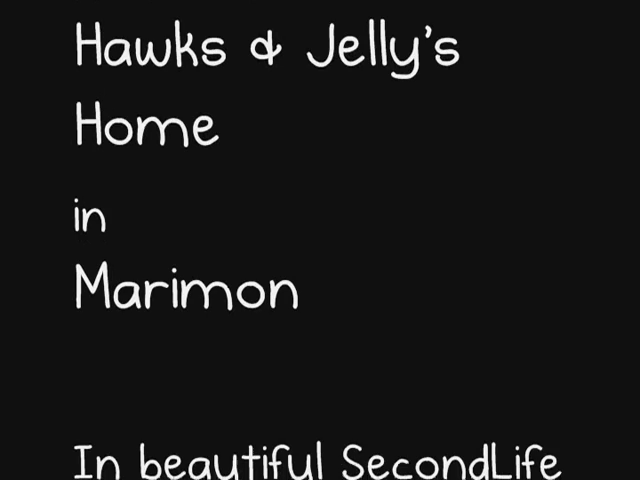 Hawks & Jelly's
Home
in
Marimon
In beautiful SecondLife